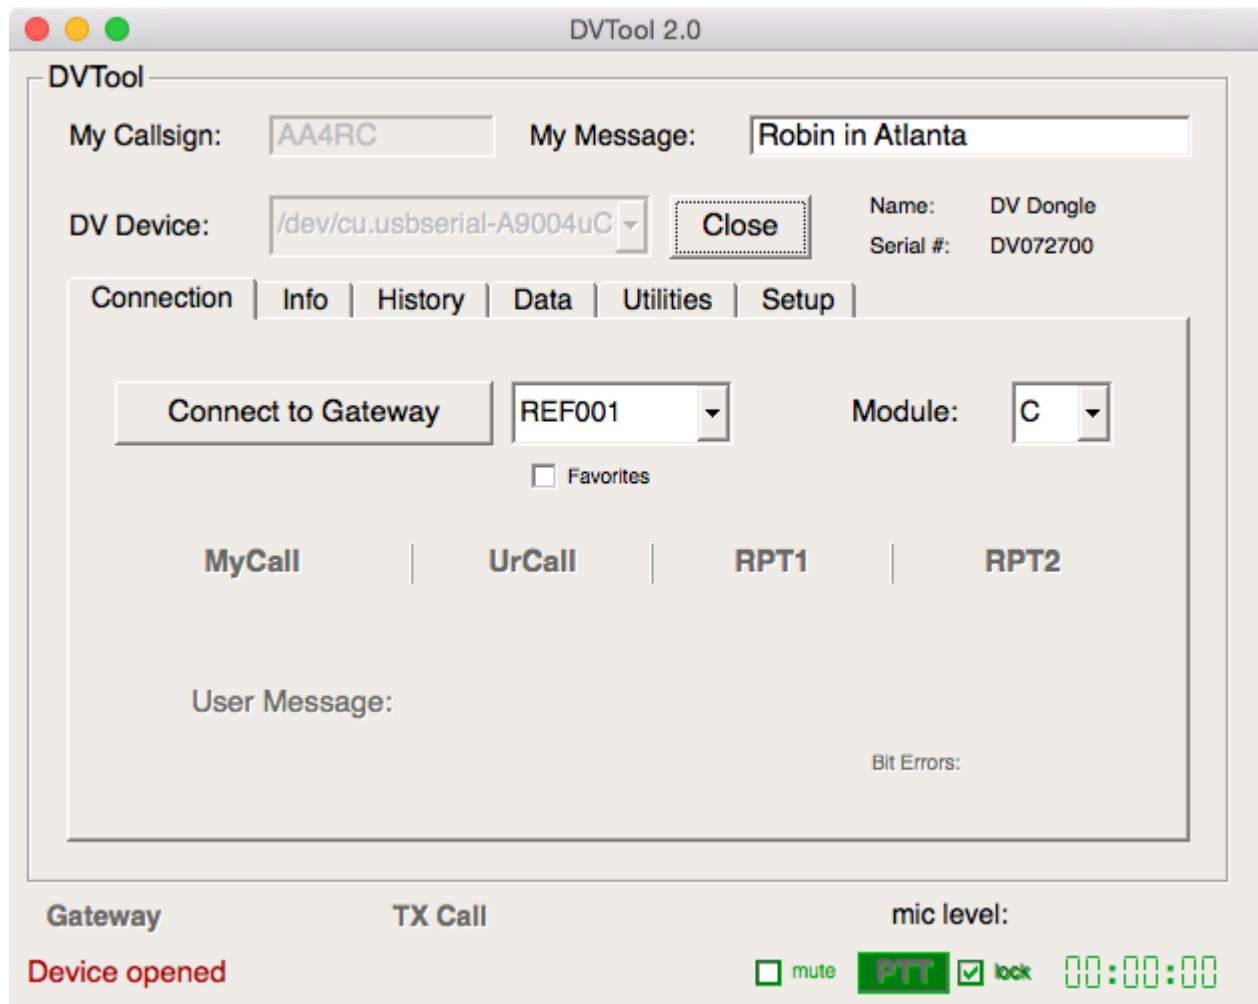 DVTool 2.0
DVTool
My Callsign: AA4RC My Message: Robin in Atlanta
DV Device: /dev/cu.usbserial-A9004uC Close Name: DV Dongle
Serial #: DV072700
Connection Info History Data Utilities Setup
Connect to Gateway REF001 Module: C
Favorites
MyCall UrCall RPT1 RPT2
User Message:
Bit Errors:
Gateway TX Call mic level:
Device opened mute PTT lock 00:00:00